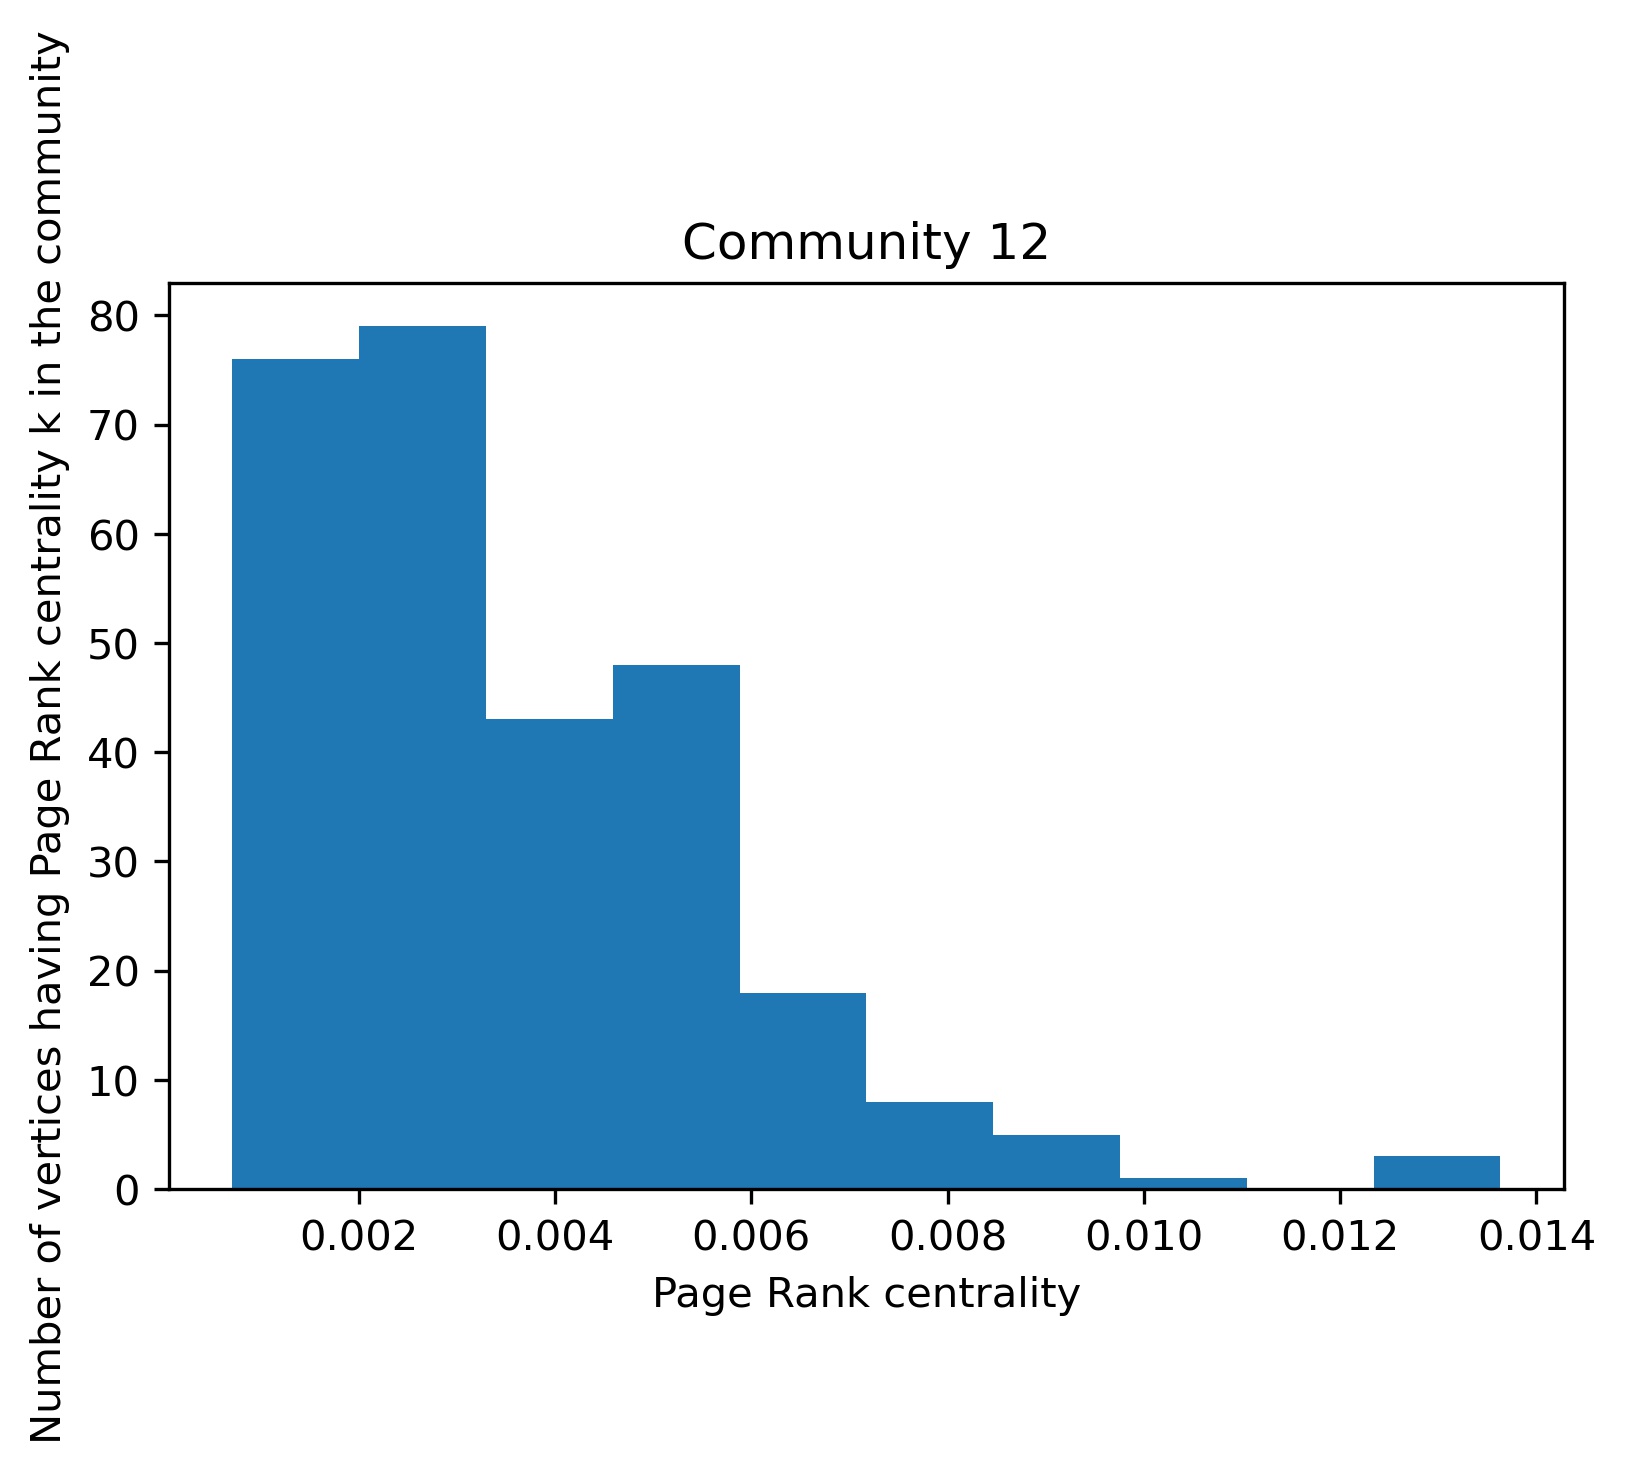 Community 12
Number of vertices having Page Rank centrality k in the community
80
70
60
50
40
30
20
10
0
0.002 0.004 0.006 0.008 0.010 0.012 0.014
Page Rank centrality